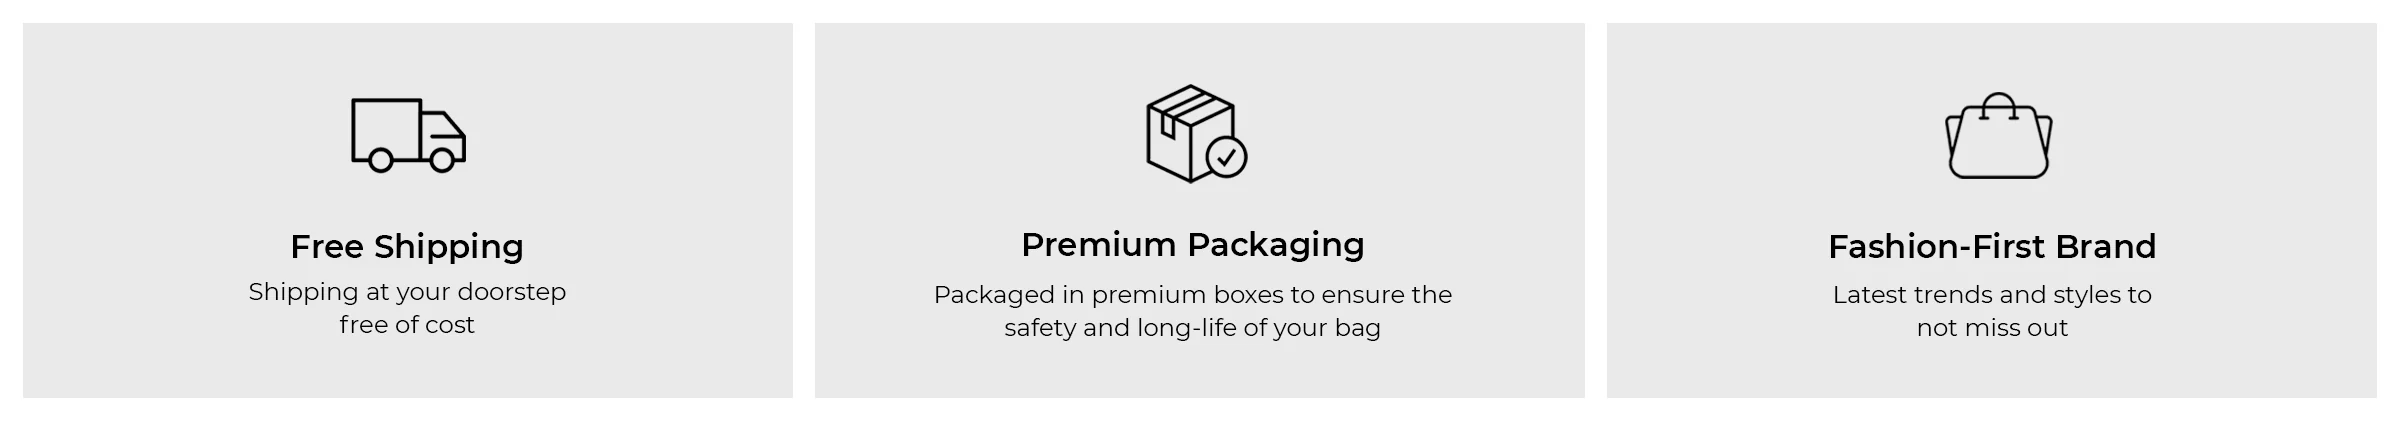 Free Shipping
Shipping at your doorstep
free of cost
Premium Packaging
Packaged in premium boxes to ensure the
safety and long-life of your bag
Fashion-First Brand
Latest trends and styles to
not miss out